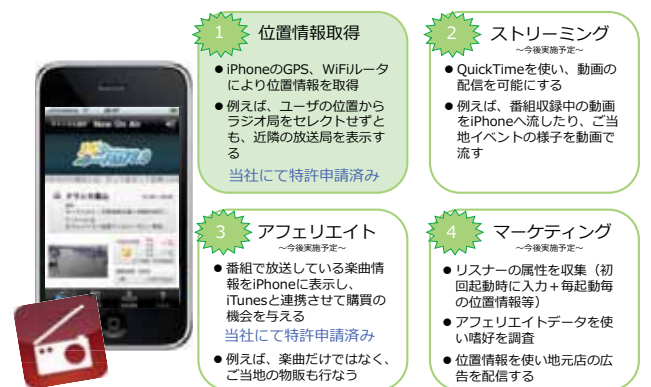 1 位置情報取得
● iPhoneのGPS、WiFiルータ
により位置情報を取得
● 例えば、ユーザの位置から
ラジオ局をセレクトせずと
も、近隣の放送局を表示す
る
当社にて特許申請済み
2 ストリーミング
～今後実施予定～
● QuickTimeを使い、動画の
配信を可能にする
● 例えば、番組収録中の動画
をiPhoneへ流したり、ご当
地イベントの様子を動画で
流す
3 アフェリエイト
～今後実施予定～
● 番組で放送している楽曲情
報をiPhoneに表示し、
iTunesと連携させて購買の
機会を与える
当社にて特許申請済み
● 例えば、楽曲だけではなく、
ご当地の物販も行なう
4 マーケティング
～今後実施予定～
● リスナーの属性を収集（初
回起動時に入力＋毎起動毎
の位置情報等）
● アフェリエイトデータを使
い嗜好を調査
● 位置情報を使い地元店の広
告を配信する
Now On Air